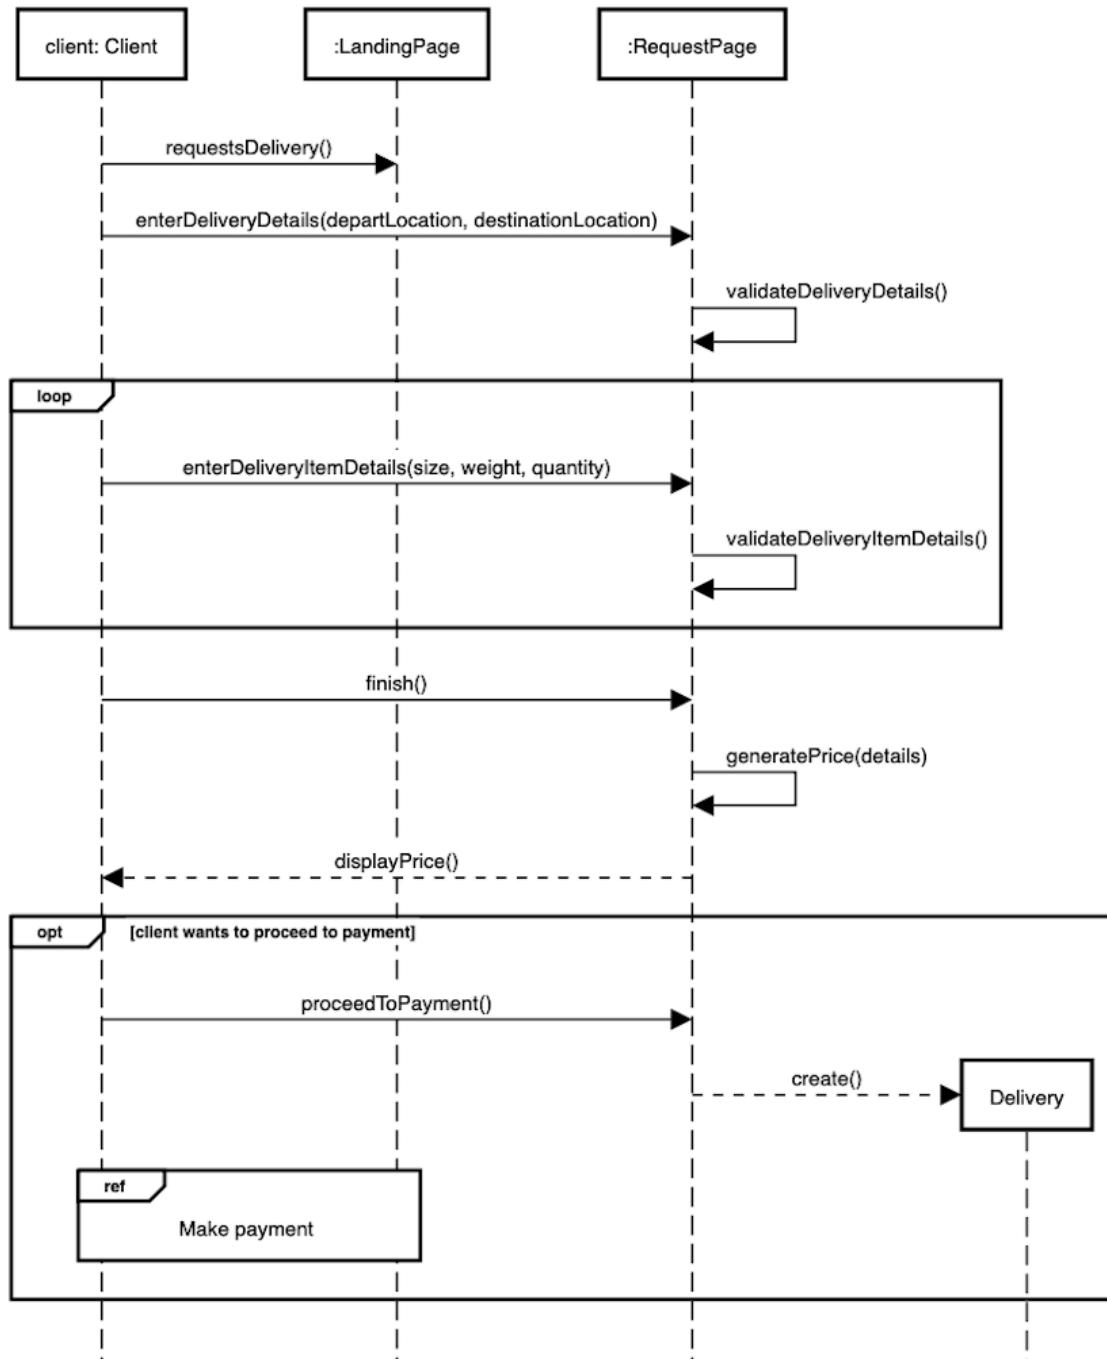 client: Client
:LandingPage
:RequestPage
requestsDelivery()
enterDeliveryDetails(departLocation, destinationLocation)
validateDeliveryDetails()
loop
enterDeliveryItemDetails(size, weight, quantity)
validateDeliveryItemDetails()
finish()
generatePrice(details)
displayPrice()
opt
[client wants to proceed to payment]
proceedToPayment()
create()
Delivery
ref
Make payment